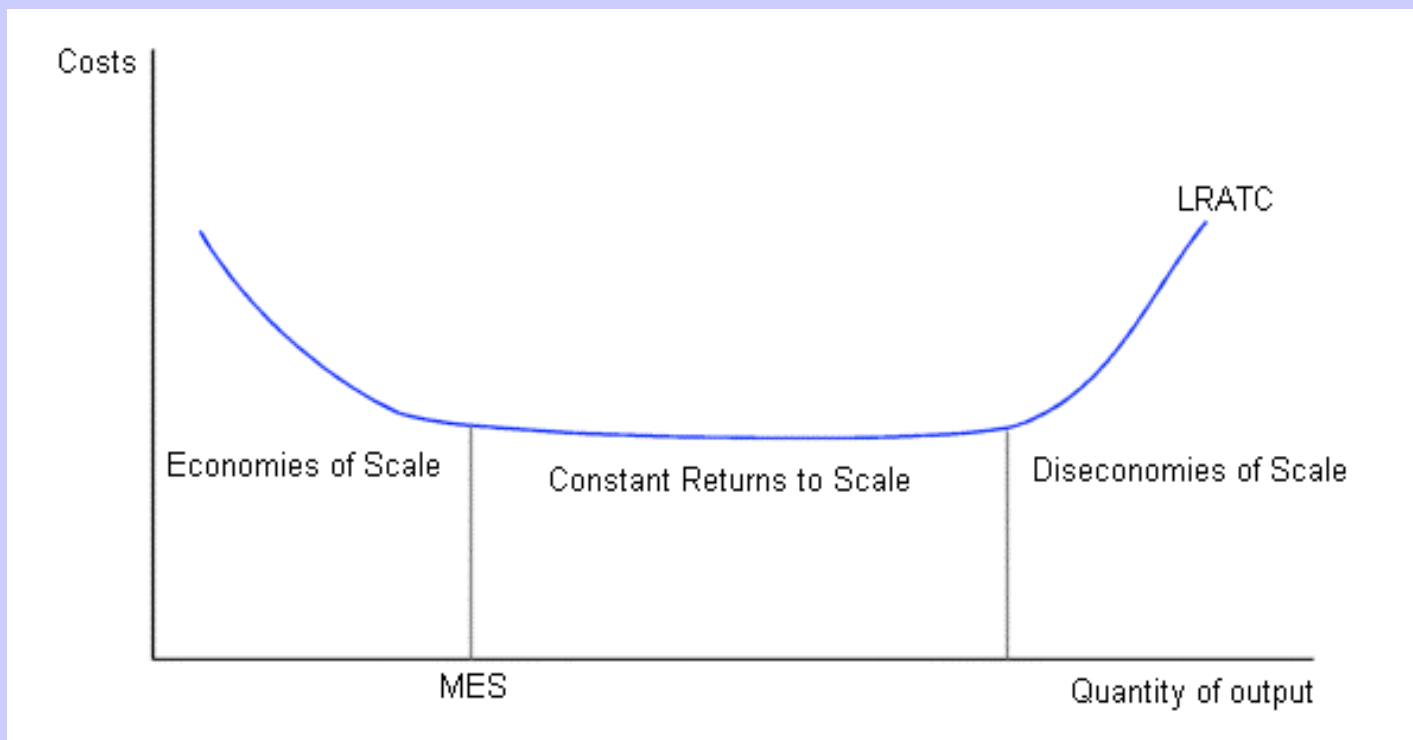 Costs
LRATC
Economies of Scale
Constant Returns to Scale
Diseconomies of Scale
MES
Quantity of output